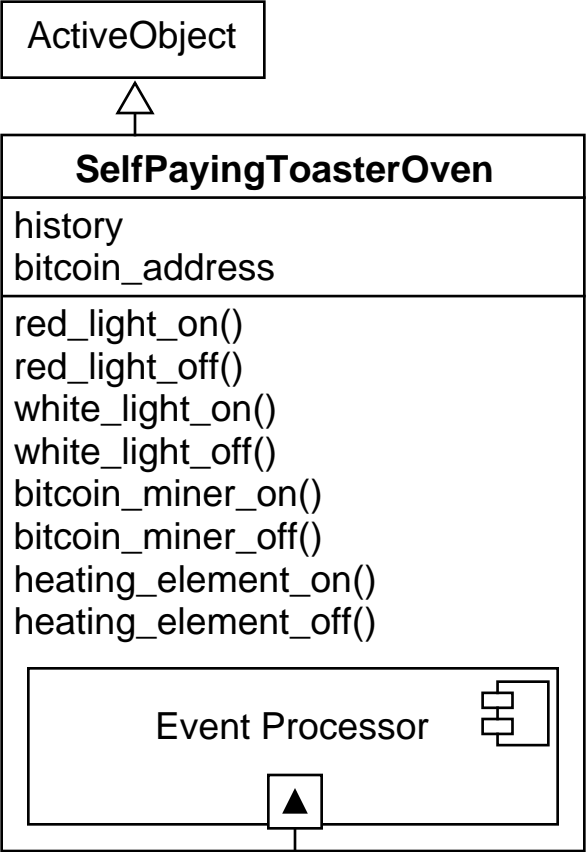 ActiveObject
SelfPayingToasterOven
history
bitcoin_address
red_light_on()
red_light_off()
white_light_on()
white_light_off()
bitcoin_miner_on()
bitcoin_miner_off()
heating_element_on()
heating_element_off()
Event Processor